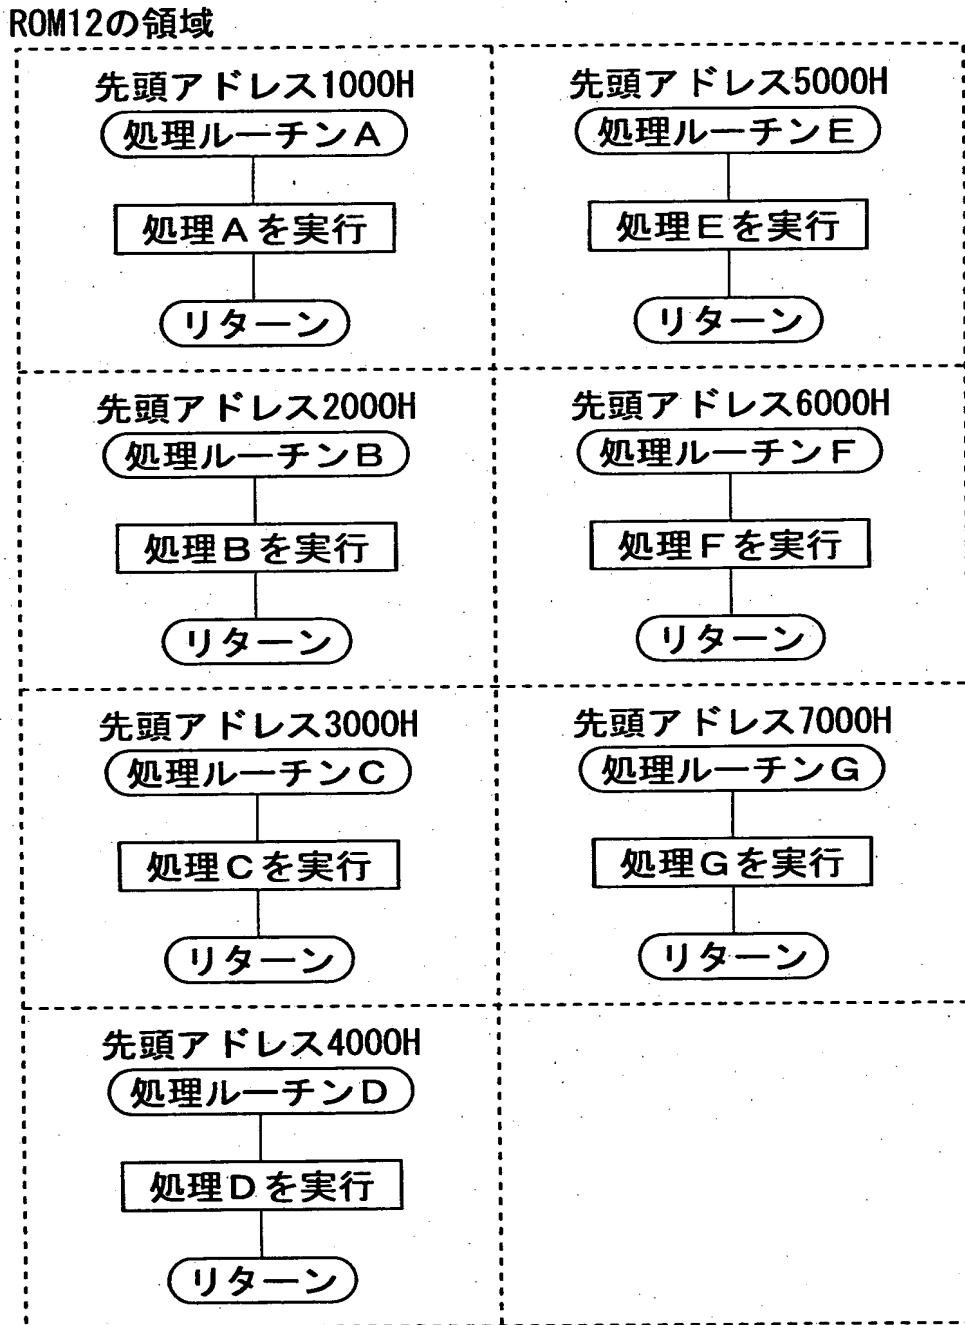 ROM12の領域
先頭アドレス1000H
処理ルーチンA
処理Aを実行
リターン
先頭アドレス2000H
処理ルーチンB
処理Bを実行
リターン
先頭アドレス3000H
処理ルーチンC
処理Cを実行
リターン
先頭アドレス4000H
処理ルーチンD
処理Dを実行
リターン
先頭アドレス5000H
処理ルーチンE
処理Eを実行
リターン
先頭アドレス6000H
処理ルーチンF
処理Fを実行
リターン
先頭アドレス7000H
処理ルーチンG
処理Gを実行
リターン